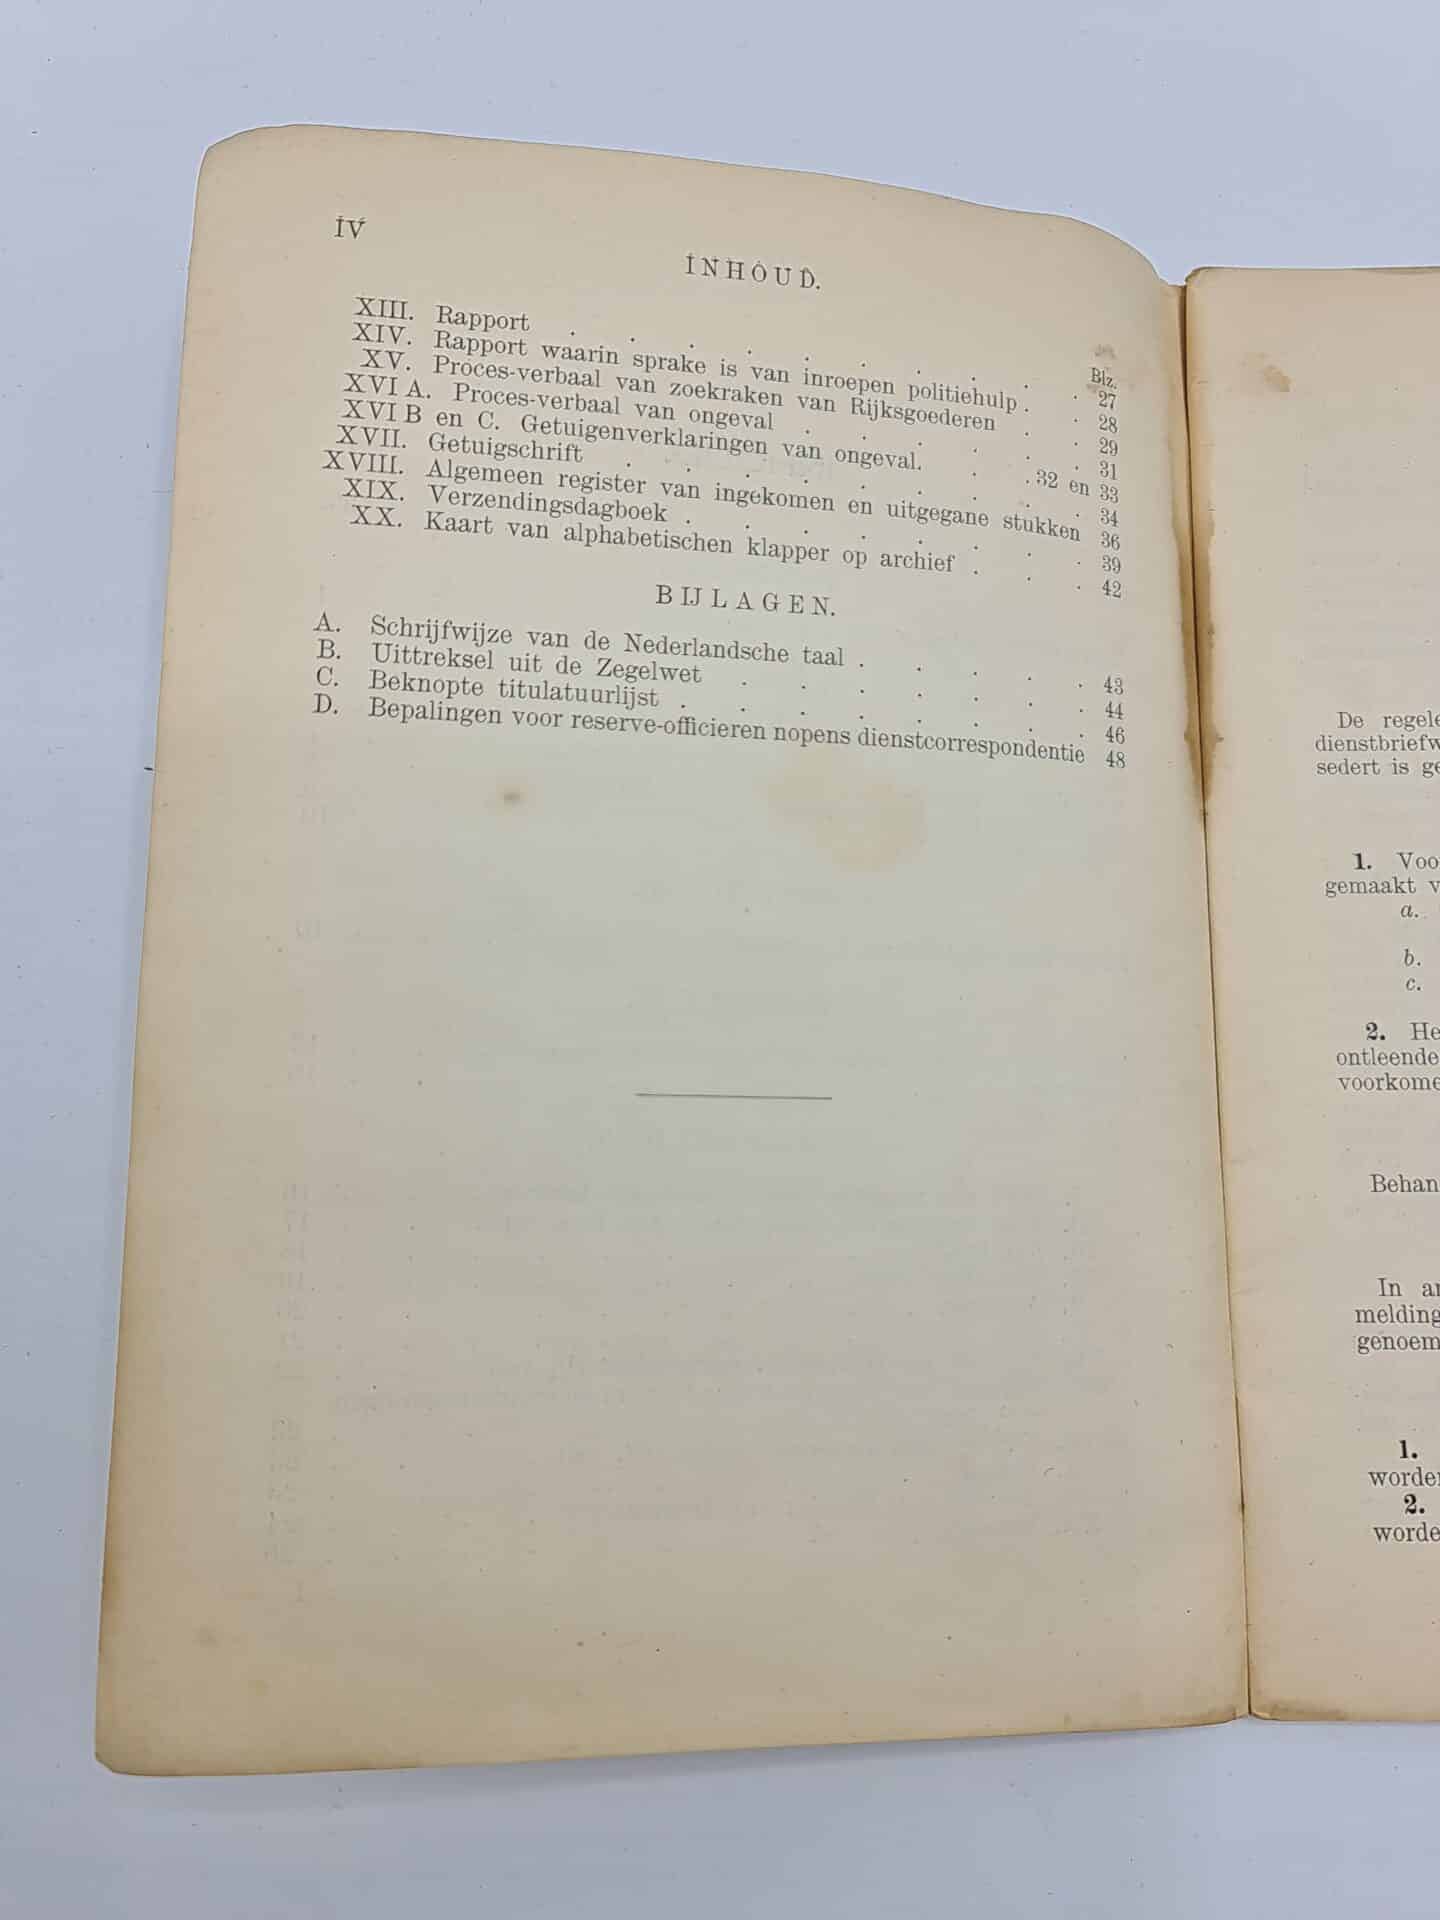 IV
INHOUD.
Blz.
XIII. Rapport . . . . . . . . . . 27
XIV. Rapport waarin sprake is van inroepen politiehulp . . 28
XV. Proces-verbaal van zoekraken van Rijksgoederen . . 29
XVI A. Proces-verbaal van ongeval . . . . . . 31
XVI B en C. Getuigenverklaringen van ongeval. . . 32 en 33
XVII. Getuigschrift . . . . . . . . . 34
XVIII. Algemeen register van ingekomen en uitgegane stukken 36
XIX. Verzendingsdagboek . . . . . . . . 39
XX. Kaart van alphabetischen klapper op archief . . . 42
BIJLAGEN.
A. Schrijfwijze van de Nederlandsche taal . . . . . 43
B. Uittreksel uit de Zegelwet . . . . . . . 44
C. Beknopte titulatuurlijst . . . . . . . . 46
D. Bepalingen voor reserve-officieren nopens dienstcorrespondentie 48
De regele
dienstbriefw
sedert is ge
1. Voo
gemaakt v
a.
b.
c.
2. He
ontleende
voorkome
Behan
In ar
melding
genoem
1.
worden
2.
worde